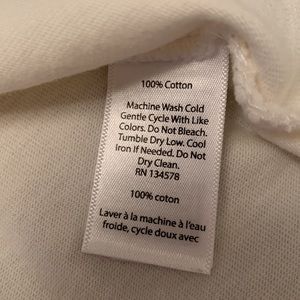 100% Cotton
Machine Wash Cold
Gentle Cycle With Like
Colors. Do Not Bleach.
Tumble Dry Low. Cool
Iron If Needed. Do Not
Dry Clean.
RN 134578
100% coton
Laver à la machine à l'eau
froide, cycle doux avec